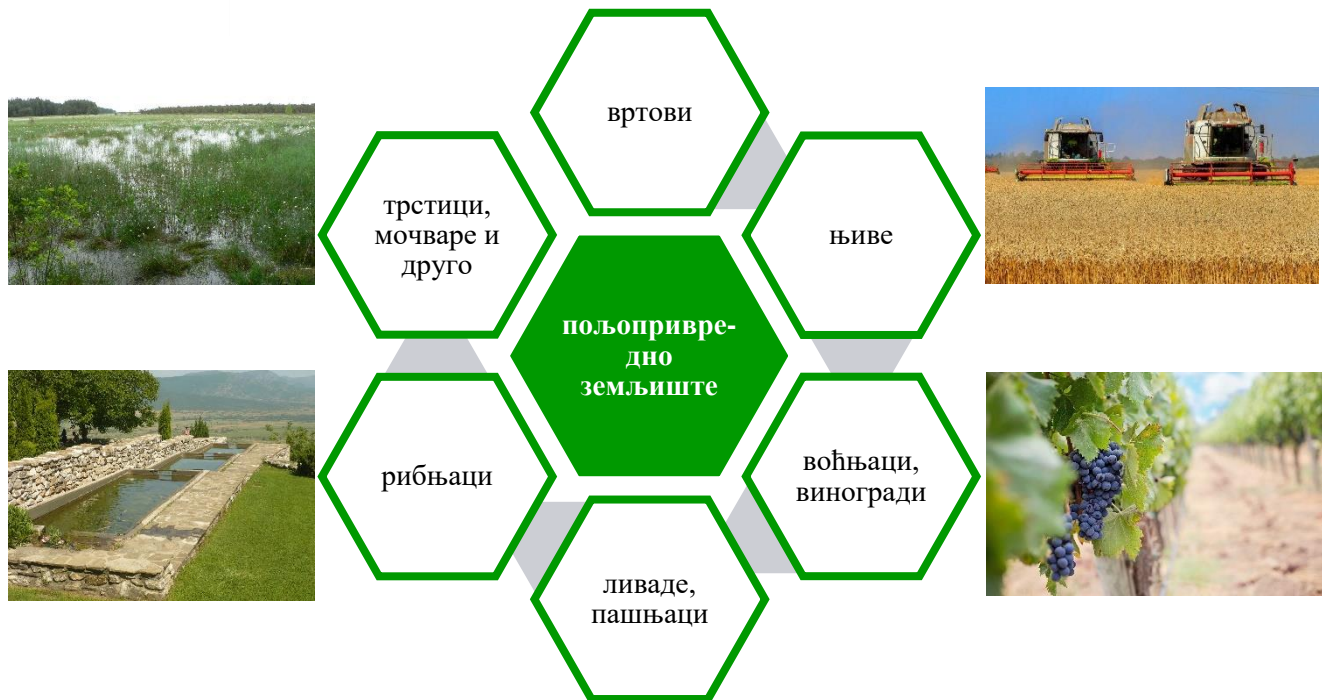 вртови
њиве
воћњаци,
виногради
ливаде,
пашњаци
рибњаци
трстици,
мочваре и
друго
пољопривре-
дно
земљиште